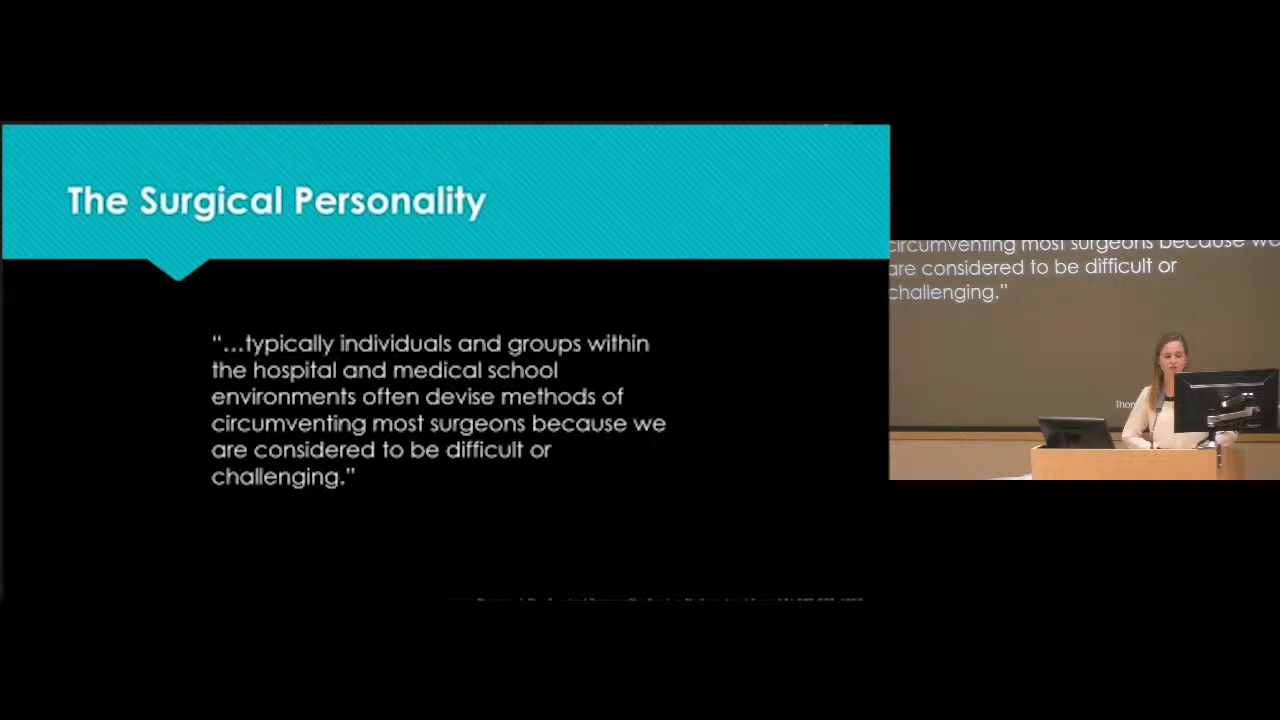 The Surgical Personality
“...typically individuals and groups within
the hospital and medical school
environments often devise methods of
circumventing most surgeons because we
are considered to be difficult or
challenging.”
circumventing most surgeons because we
are considered to be difficult or
challenging.”